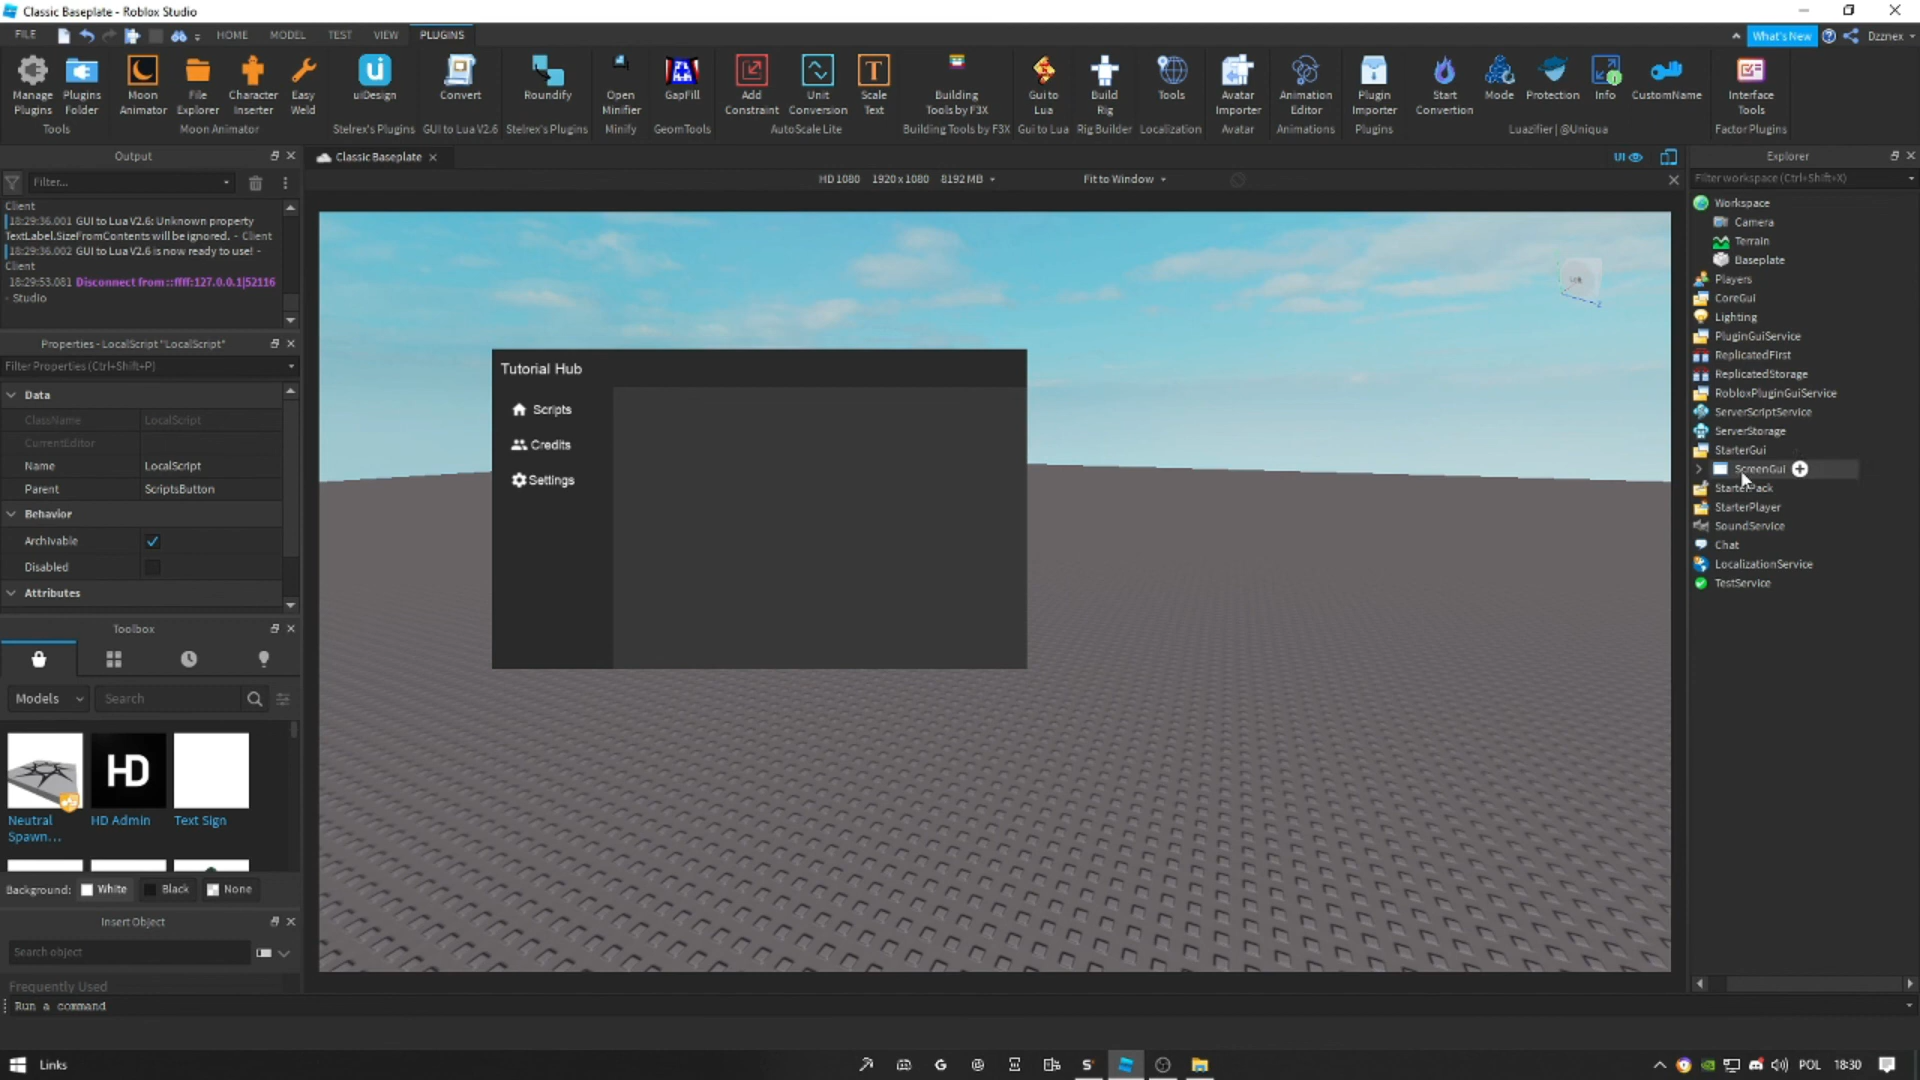 Classic Baseplate - Roblox Studio
FILE HOME MODEL TEST VIEW PLUGINS What's New Dzznex
Manage Plugins
Plugins Folder
Tools
Moon Animator
File Explorer
Character Inserter
Easy Weld
Moon Animator
uiDesign
Stelrex's Plugins
Convert
GUI to Lua V2.6
Roundify
Stelrex's Plugins
Open Minifier
Minify
GapFill
GeomTools
Add Constraint
Unit Conversion
Scale Text
AutoScale Lite
Building Tools by F3X
Building Tools by F3X
Gui to Lua
Gui to Lua
Build Rig
Rig Builder
Tools
Localization
Avatar Importer
Avatar
Animation Editor
Animations
Plugin Importer
Plugins
Start Conversion
Mode
Protection
Info
CustomName
Luazifier | @Uniqua
Interface Tools
Factor Plugins
Output
Filter...
Client
18:29:36.001 GUI to Lua V2.6: Unknown property
TextLabel.SizeFromContents will be ignored. - Client
18:29:36.002 GUI to Lua V2.6 is now ready to use! -
Client
18:29:53.081 Disconnect from ::ffff:127.0.0.1|52116
- Studio
Properties - LocalScript "LocalScript"
Filter Properties (Ctrl+Shift+P)
Data
ClassName LocalScript
CurrentEditor
Name LocalScript
Parent ScriptsButton
Behavior
Archivable
Disabled
Attributes
Toolbox
Models Search
Neutral Spawn...
HD
HD Admin
Text Sign
Background: White Black None
Insert Object
Search object
Frequently Used
Run a command
Classic Baseplate
UI
HD 1080 1920 x 1080 8192 MB Fit to Window
Tutorial Hub
Scripts
Credits
Settings
Explorer
Filter workspace (Ctrl+Shift+X)
Workspace
Camera
Terrain
Baseplate
Players
CoreGui
Lighting
PluginGuiService
ReplicatedFirst
ReplicatedStorage
RobloxPluginGuiService
ServerScriptService
ServerStorage
StarterGui
ScreenGui
StarterPack
StarterPlayer
SoundService
Chat
LocalizationService
TestService
Links
POL 18:30